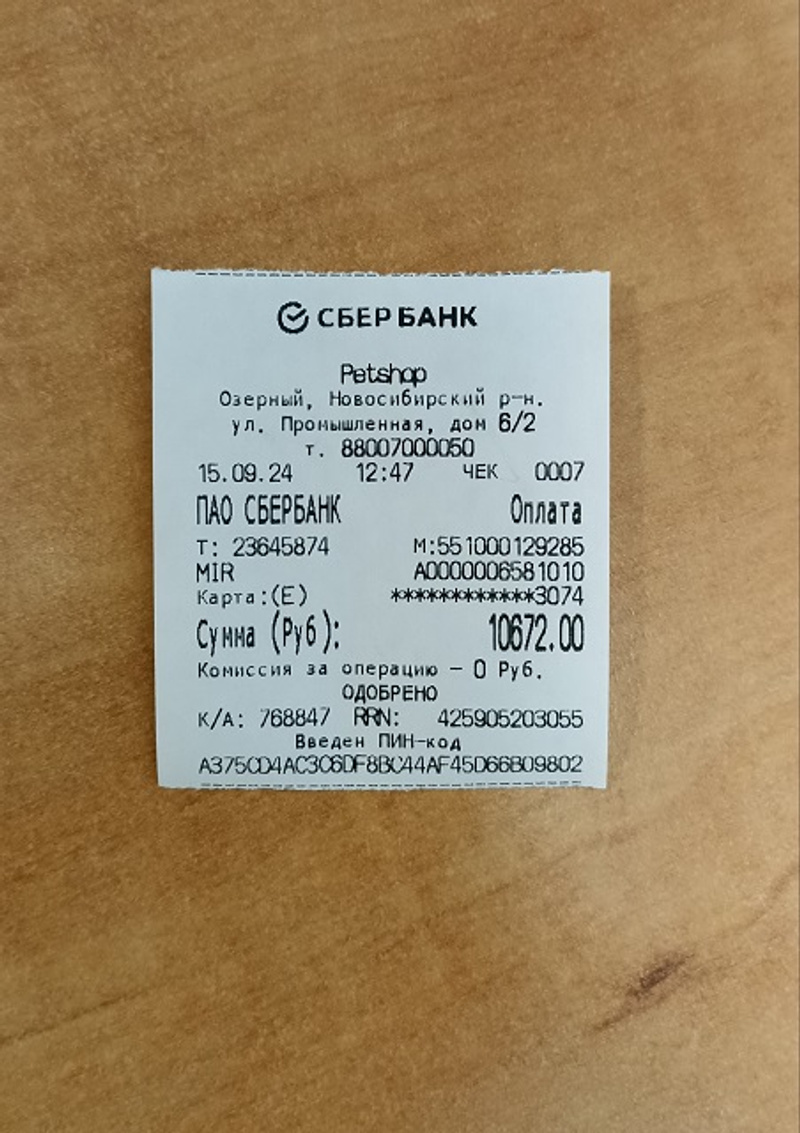 СБЕР БАНК
Petshop
Озерный, Новосибирский р-н.
ул. Промышленная, дом 6/2
т. 88007000050
15.09.24 12:47 ЧЕК 0007
ПАО СБЕРБАНК Оплата
Т: 23645874 М:551000129285
MIR A0000006581010
Карта:(E) ************3074
Сумма (Руб): 10672.00
Комиссия за операцию — 0 Руб.
ОДОБРЕНО
К/А: 768847 RRN: 425905203055
Введен ПИН-код
A375CD4AC3C6DF8BC44AF45D66B09802